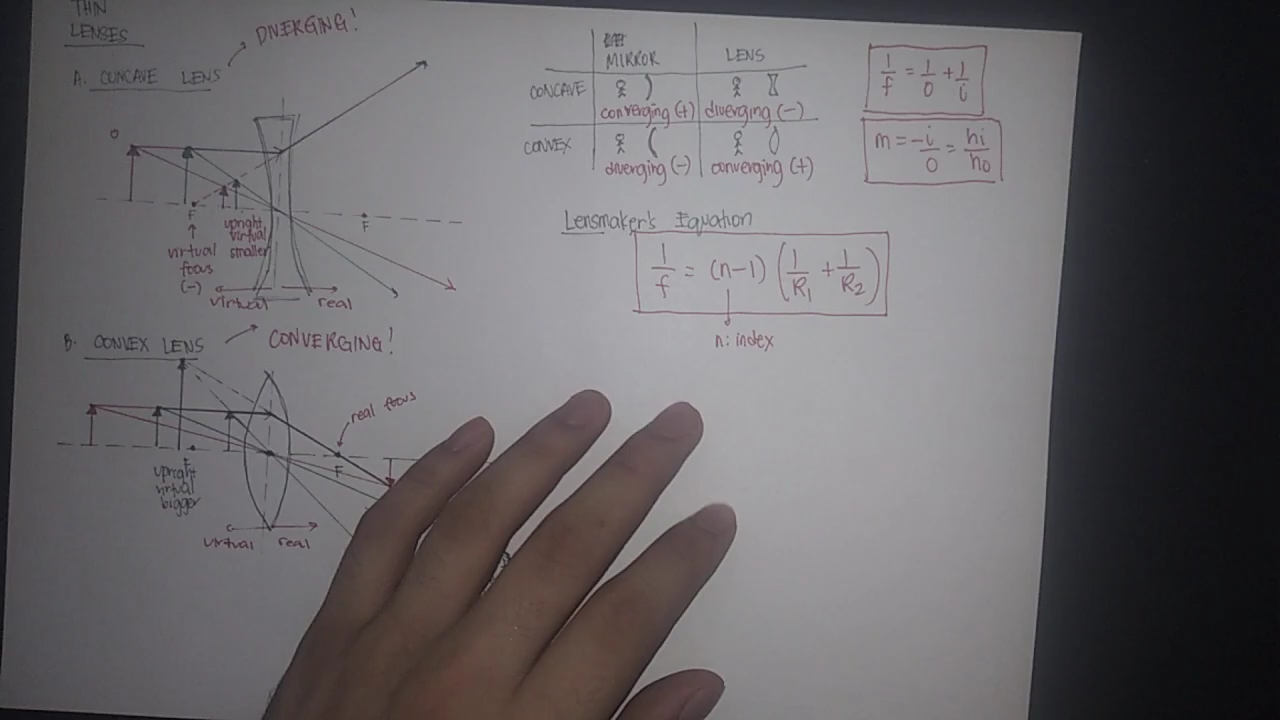 THIN
LENSES
DIVERGING!
A. CONCAVE LENS
O
F
F
virtual
focus
(-)
upright
virtual
smaller
virtual
real
B. CONVEX LENS
CONVERGING!
real focus
F
F
upright
virtual
bigger
virtual
real
MIRROR LENS
CONCAVE
converging (+) diverging (-)
CONVEX
diverging (-) converging (+)
1/f = 1/o + 1/i
m = -i/o = hi/ho
Lensmaker's Equation
1/f = (n-1) (1/R1 + 1/R2)
n: index